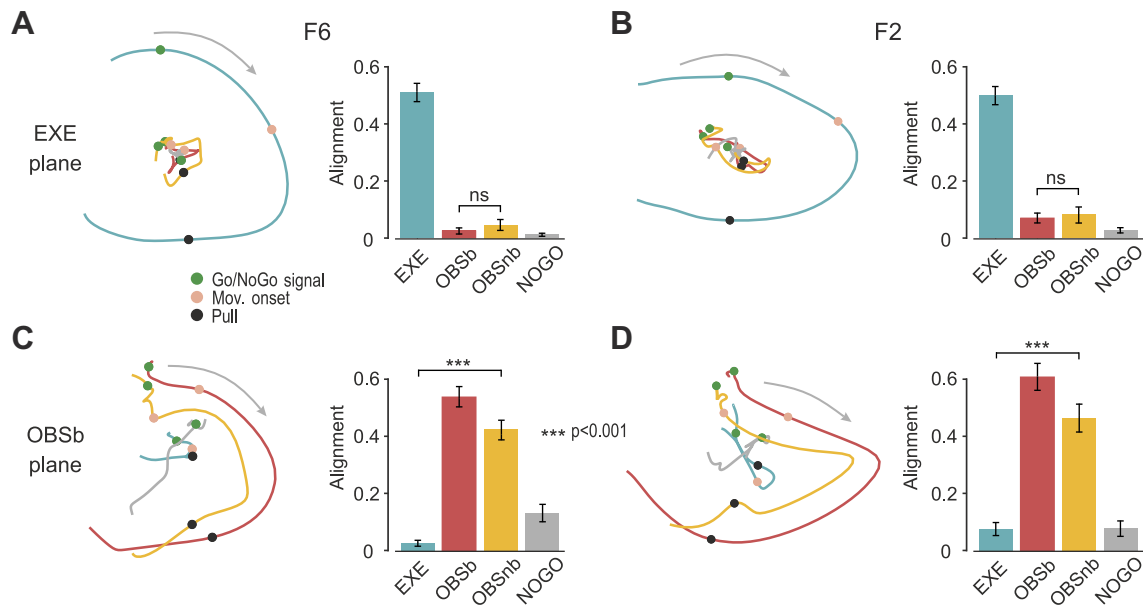 A
F6
B
F2
EXE
plane
0.6
0.4
0.2
0
Alignment
ns
EXE
OBSb
OBSnb
NOGO
0.6
0.4
0.2
0
Alignment
ns
EXE
OBSb
OBSnb
NOGO
Go/NoGo signal
Mov. onset
Pull
C
D
OBSb
plane
0.6
0.4
0.2
0
Alignment
***
EXE
OBSb
OBSnb
NOGO
*** p<0.001
0.6
0.4
0.2
0
Alignment
***
EXE
OBSb
OBSnb
NOGO